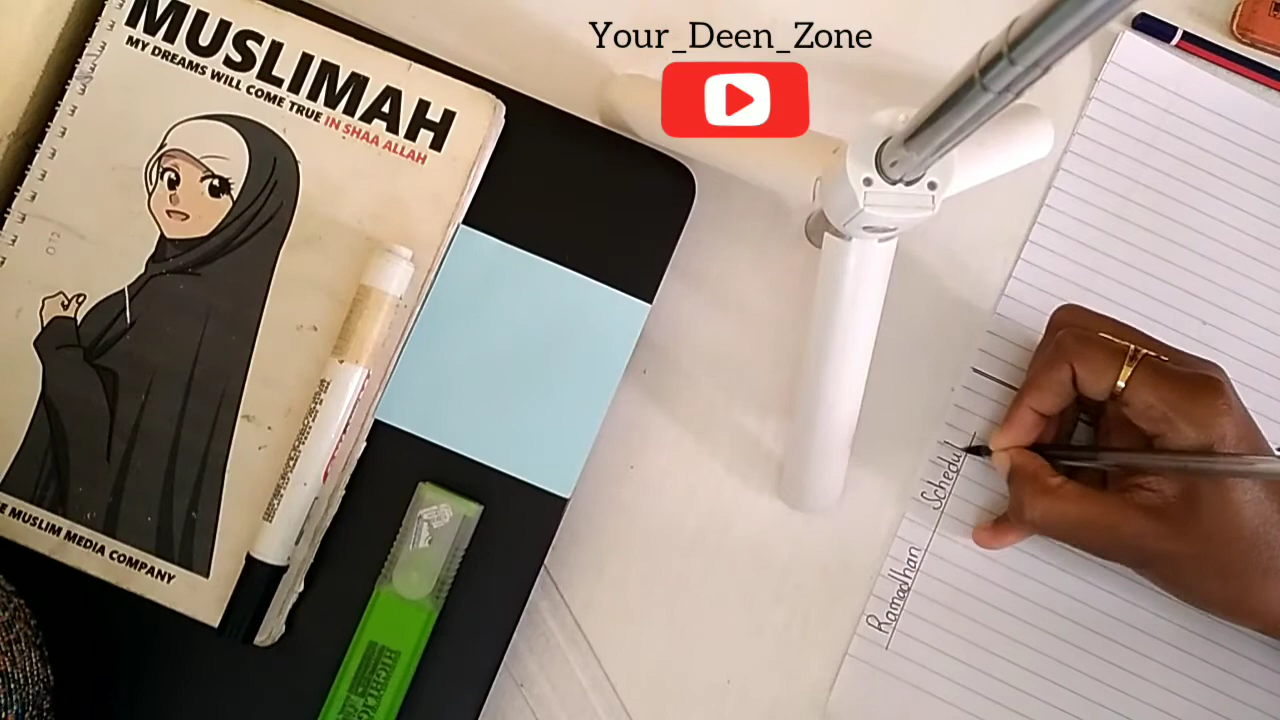 Your_Deen_Zone
MUSLIMAH
MY DREAMS WILL COME TRUE IN SHAA ALLAH
E MUSLIM MEDIA COMPANY
Ramadhan Schedul